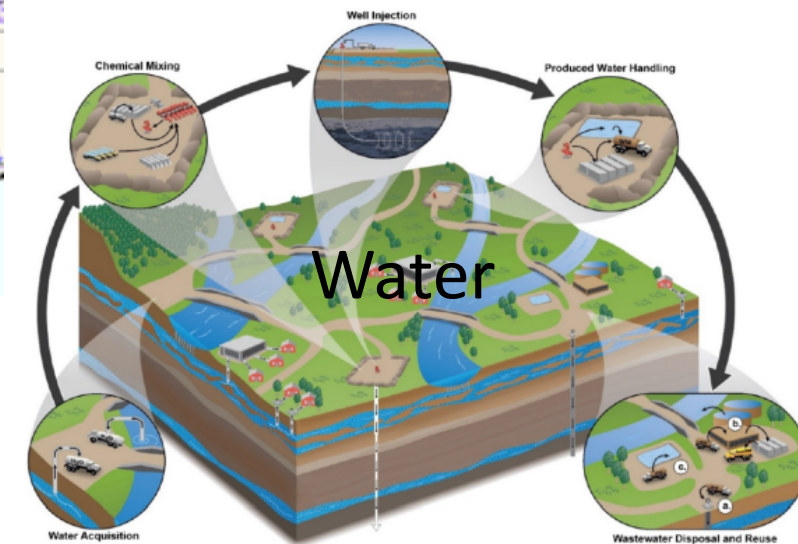 Well Injection
Chemical Mixing
Produced Water Handling
Water
b.
c.
a.
Water Acquisition
Wastewater Disposal and Reuse